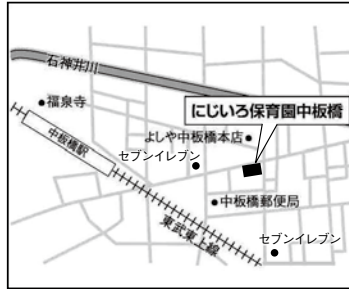 石神井川
福泉寺
にじいろ保育園中板橋
よしや中板橋本店
中板橋駅
セブンイレブン
中板橋郵便局
東武東上線
セブンイレブン